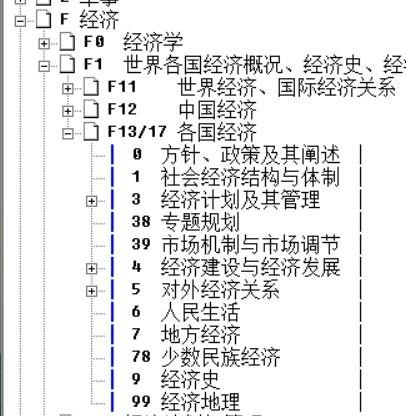 F 经济
F0 经济学
F1 世界各国经济概况、经济史、经
F11 世界经济、国际经济关系
F12 中国经济
F13/17 各国经济
0 方针、政策及其阐述
1 社会经济结构与体制
3 经济计划及其管理
38 专题规划
39 市场机制与市场调节
4 经济建设与经济发展
5 对外经济关系
6 人民生活
7 地方经济
78 少数民族经济
9 经济史
99 经济地理